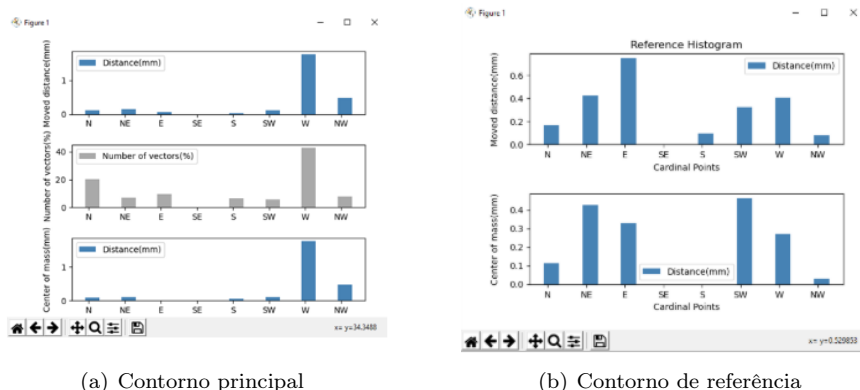 Figure 1
Moved distance(mm)
1
0
Distance(mm)
N NE E SE S SW W NW
Number of vectors(%)
40
20
0
Number of vectors(%)
N NE E SE S SW W NW
Center of mass(mm)
1
0
Distance(mm)
N NE E SE S SW W NW
x= y=34.3488
(a) Contorno principal
Figure 1
Reference Histogram
Moved distance(mm)
0.6
0.4
0.2
0.0
Distance(mm)
N NE E SE S SW W NW
Cardinal Points
Center of mass(mm)
0.4
0.3
0.2
0.1
0.0
Distance(mm)
N NE E SE S SW W NW
Cardinal Points
x= y=0.529853
(b) Contorno de referência